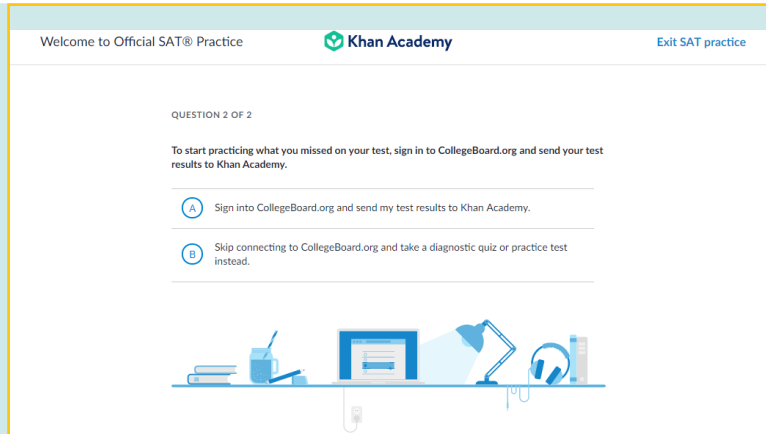 Welcome to Official SAT® Practice
Khan Academy
Exit SAT practice
QUESTION 2 OF 2
To start practicing what you missed on your test, sign in to CollegeBoard.org and send your test
results to Khan Academy.
A
Sign into CollegeBoard.org and send my test results to Khan Academy.
B
Skip connecting to CollegeBoard.org and take a diagnostic quiz or practice test
instead.